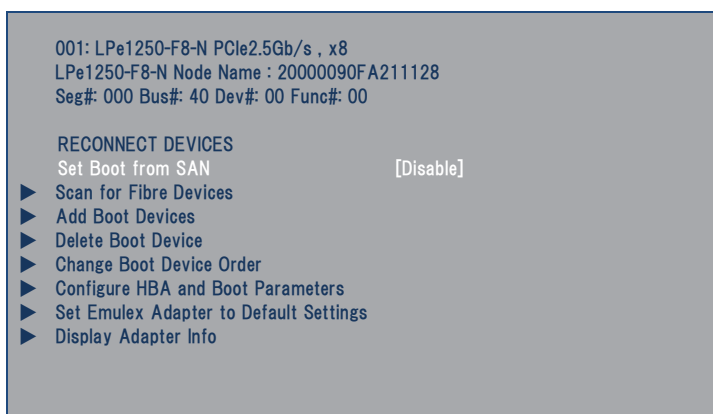 001: LPe1250-F8-N PCIe2.5Gb/s , x8
LPe1250-F8-N Node Name : 20000090FA211128
Seg#: 000 Bus#: 40 Dev#: 00 Func#: 00
RECONNECT DEVICES
Set Boot from SAN [Disable]
Scan for Fibre Devices
Add Boot Devices
Delete Boot Device
Change Boot Device Order
Configure HBA and Boot Parameters
Set Emulex Adapter to Default Settings
Display Adapter Info